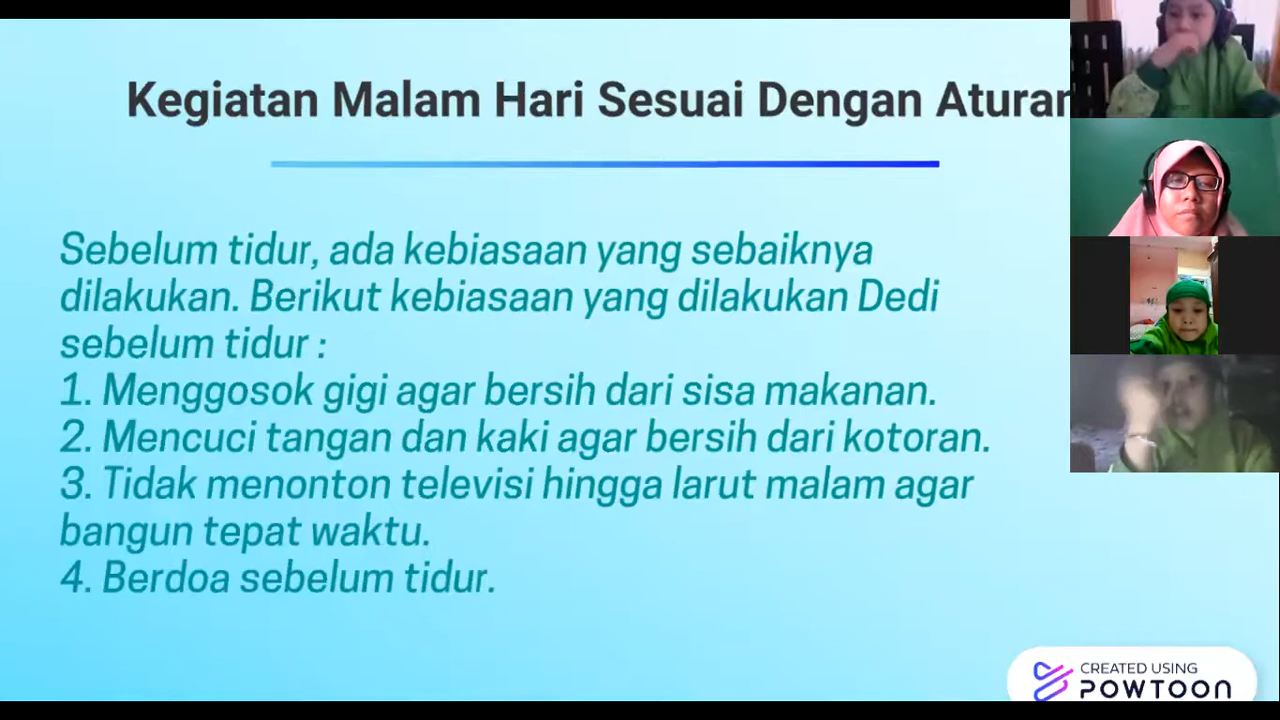 Kegiatan Malam Hari Sesuai Dengan Aturan
Sebelum tidur, ada kebiasaan yang sebaiknya
dilakukan. Berikut kebiasaan yang dilakukan Dedi
sebelum tidur :
1. Menggosok gigi agar bersih dari sisa makanan.
2. Mencuci tangan dan kaki agar bersih dari kotoran.
3. Tidak menonton televisi hingga larut malam agar
bangun tepat waktu.
4. Berdoa sebelum tidur.
CREATED USING
POWTOON